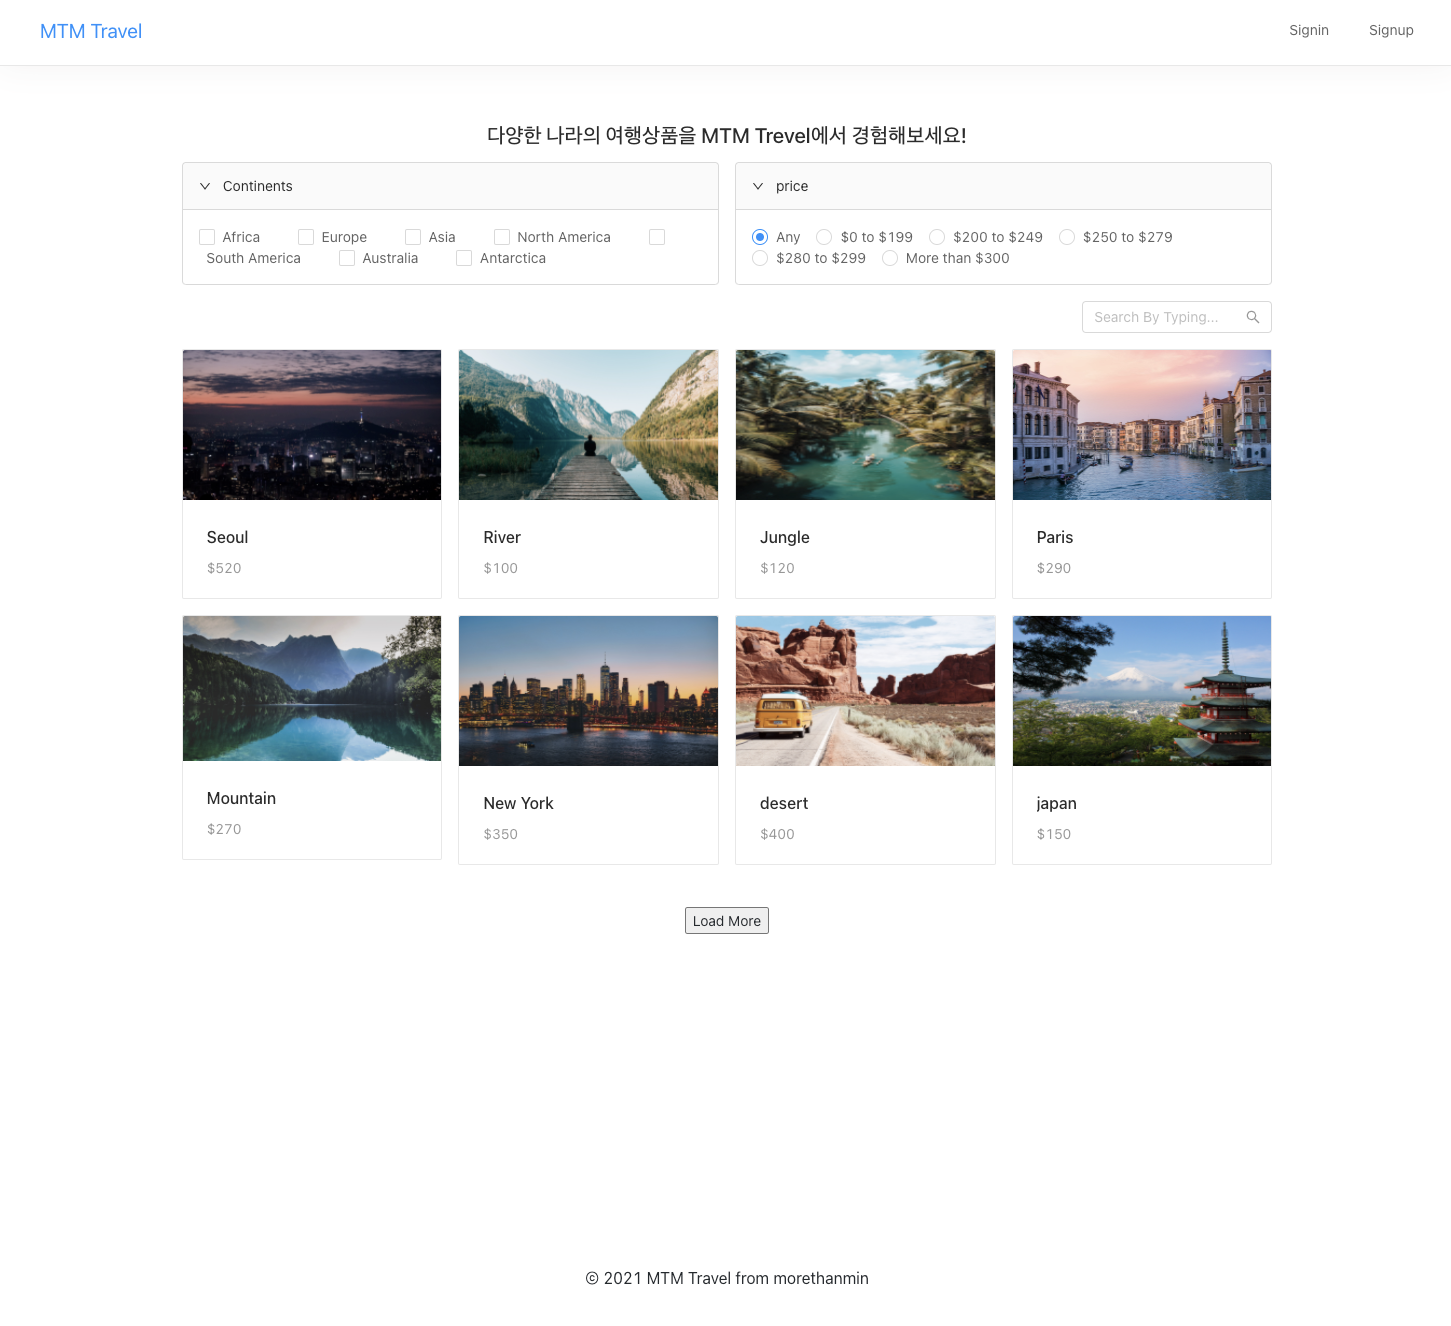 MTM Travel
Signin Signup
다양한 나라의 여행상품을 MTM Trevel에서 경험해보세요!
Continents
Africa Europe Asia North America
South America Australia Antarctica
price
Any $0 to $199 $200 to $249 $250 to $279
$280 to $299 More than $300
Search By Typing...
Seoul
$520
River
$100
Jungle
$120
Paris
$290
Mountain
$270
New York
$350
desert
$400
japan
$150
Load More
© 2021 MTM Travel from morethanmin